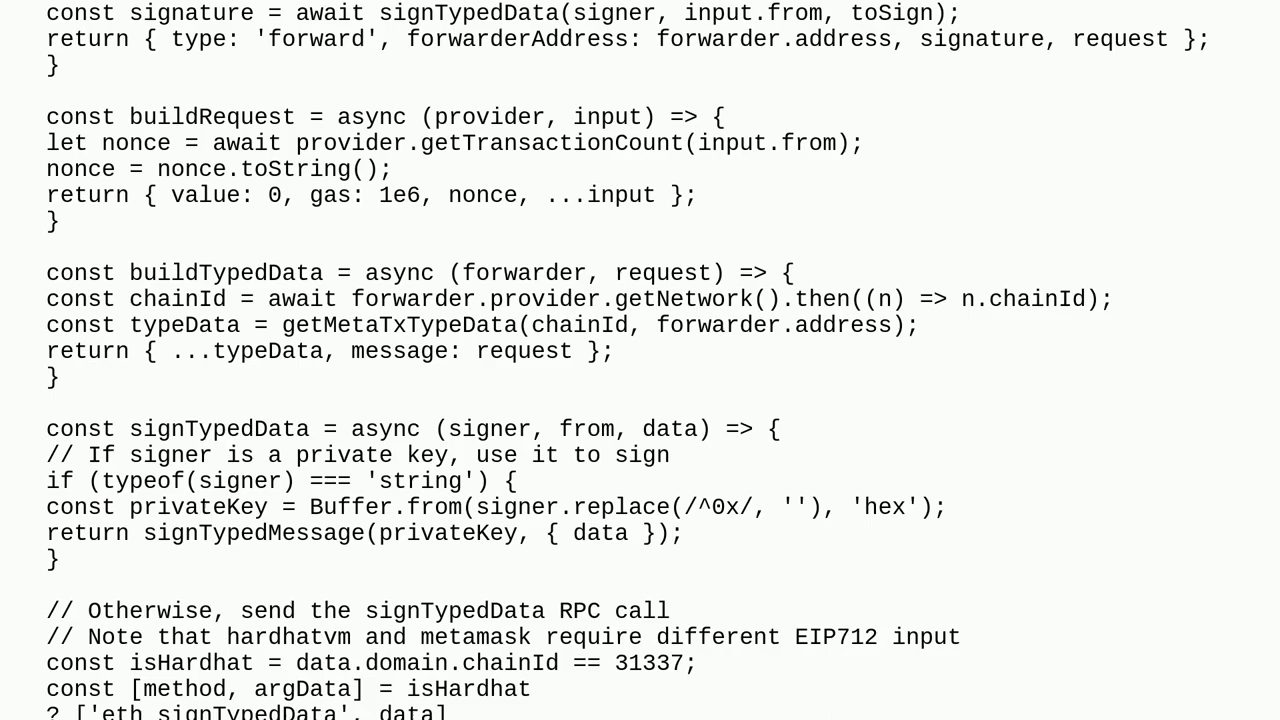 const signature = await signTypedData(signer, input.from, toSign);
return { type: 'forward', forwarderAddress: forwarder.address, signature, request };
}

const buildRequest = async (provider, input) => {
let nonce = await provider.getTransactionCount(input.from);
nonce = nonce.toString();
return { value: 0, gas: 1e6, nonce, ...input };
}

const buildTypedData = async (forwarder, request) => {
const chainId = await forwarder.provider.getNetwork().then((n) => n.chainId);
const typeData = getMetaTxTypeData(chainId, forwarder.address);
return { ...typeData, message: request };
}

const signTypedData = async (signer, from, data) => {
// If signer is a private key, use it to sign
if (typeof(signer) === 'string') {
const privateKey = Buffer.from(signer.replace(/^0x/, ''), 'hex');
return signTypedMessage(privateKey, { data });
}

// Otherwise, send the signTypedData RPC call
// Note that hardhatvm and metamask require different EIP712 input
const isHardhat = data.domain.chainId == 31337;
const [method, argData] = isHardhat
? ['eth_signTypedData', data]